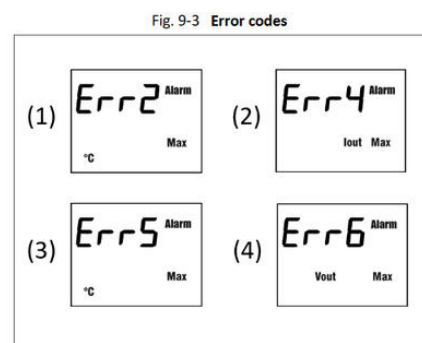 Fig. 9-3 Error codes
(1) Err2 Alarm
Max
°C
(2) Err4 Alarm
Iout Max
(3) Err5 Alarm
Max
°C
(4) Err6 Alarm
Vout Max